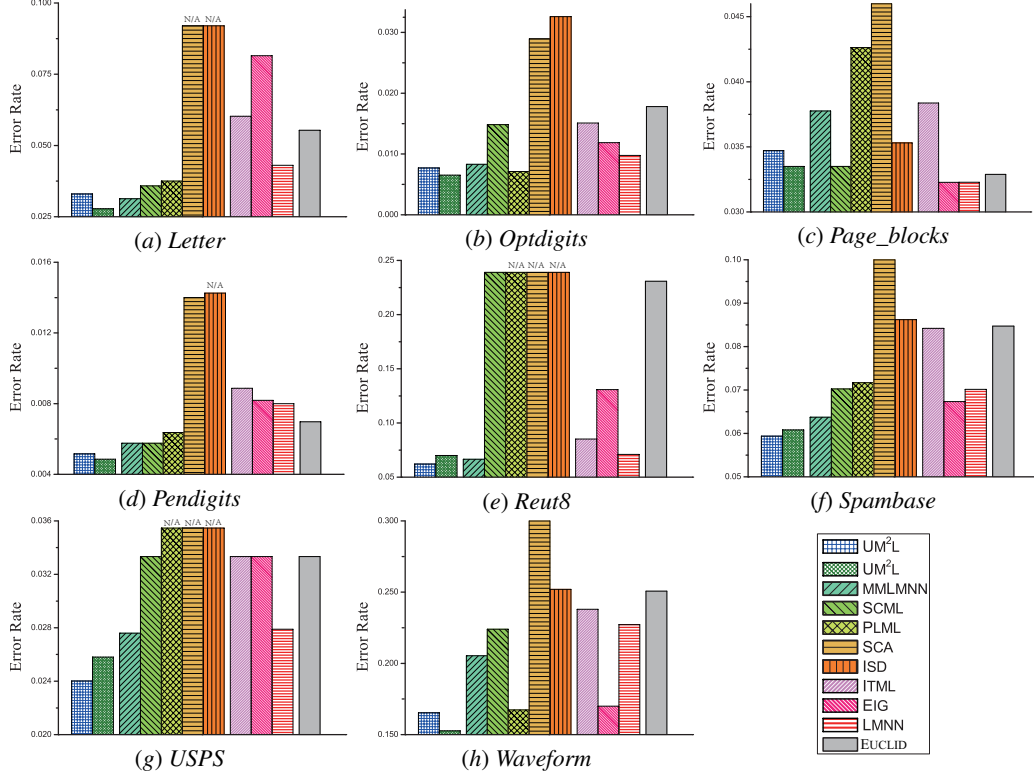 0.100
0.075
0.050
0.025
Error Rate
N/A N/A
(a) Letter
0.030
0.020
0.010
0.000
Error Rate
(b) Optdigits
0.045
0.040
0.035
0.030
Error Rate
(c) Page_blocks
0.016
0.012
0.008
0.004
Error Rate
N/A
(d) Pendigits
0.25
0.20
0.15
0.10
0.05
Error Rate
N/A N/A N/A
(e) Reut8
0.10
0.09
0.08
0.07
0.06
0.05
Error Rate
(f) Spambase
0.036
0.032
0.028
0.024
0.020
Error Rate
N/A N/A N/A
(g) USPS
0.300
0.250
0.200
0.150
Error Rate
(h) Waveform
UM²L
UM²L
MMLMNN
SCML
PLML
SCA
ISD
ITML
EIG
LMNN
EUCLID